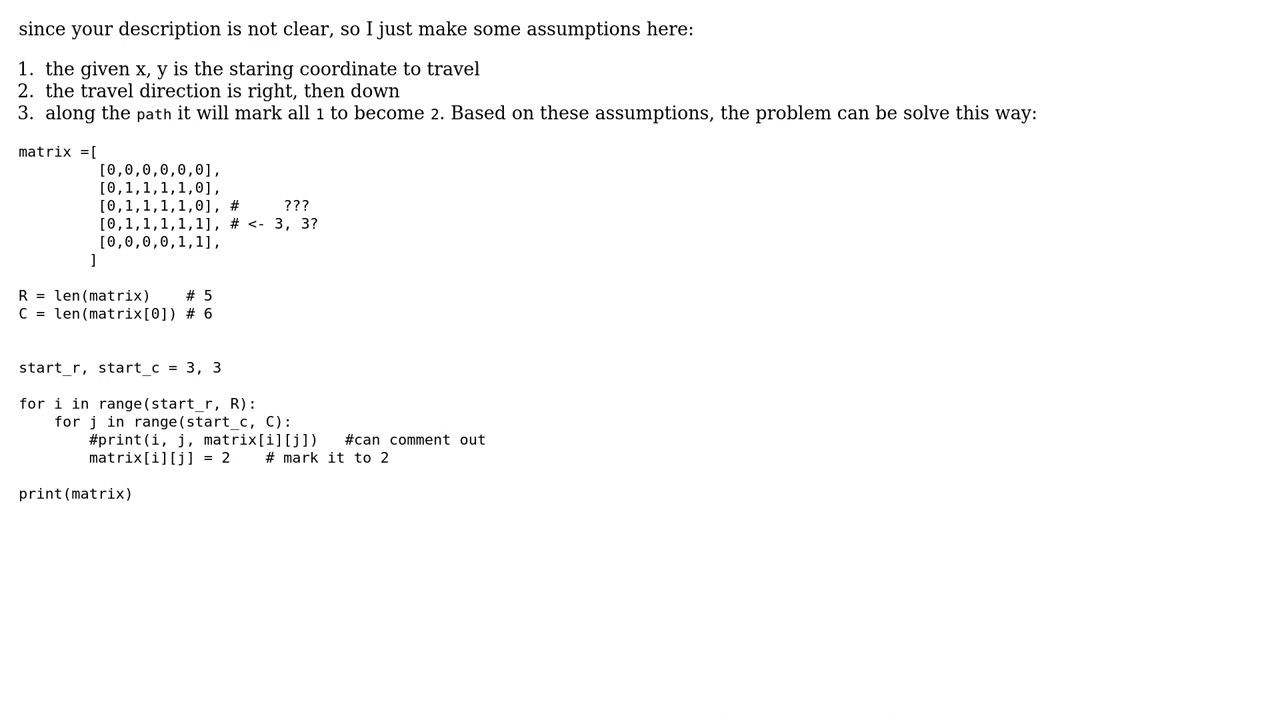 since your description is not clear, so I just make some assumptions here:
1. the given x, y is the staring coordinate to travel
2. the travel direction is right, then down
3. along the path it will mark all 1 to become 2. Based on these assumptions, the problem can be solve this way:
matrix =[
         [0,0,0,0,0,0],
         [0,1,1,1,1,0],
         [0,1,1,1,1,0], #     ???
         [0,1,1,1,1,1], # <- 3, 3?
         [0,0,0,0,1,1],
        ]
R = len(matrix)    # 5
C = len(matrix[0]) # 6
start_r, start_c = 3, 3
for i in range(start_r, R):
    for j in range(start_c, C):
        #print(i, j, matrix[i][j])   #can comment out
        matrix[i][j] = 2    # mark it to 2
print(matrix)